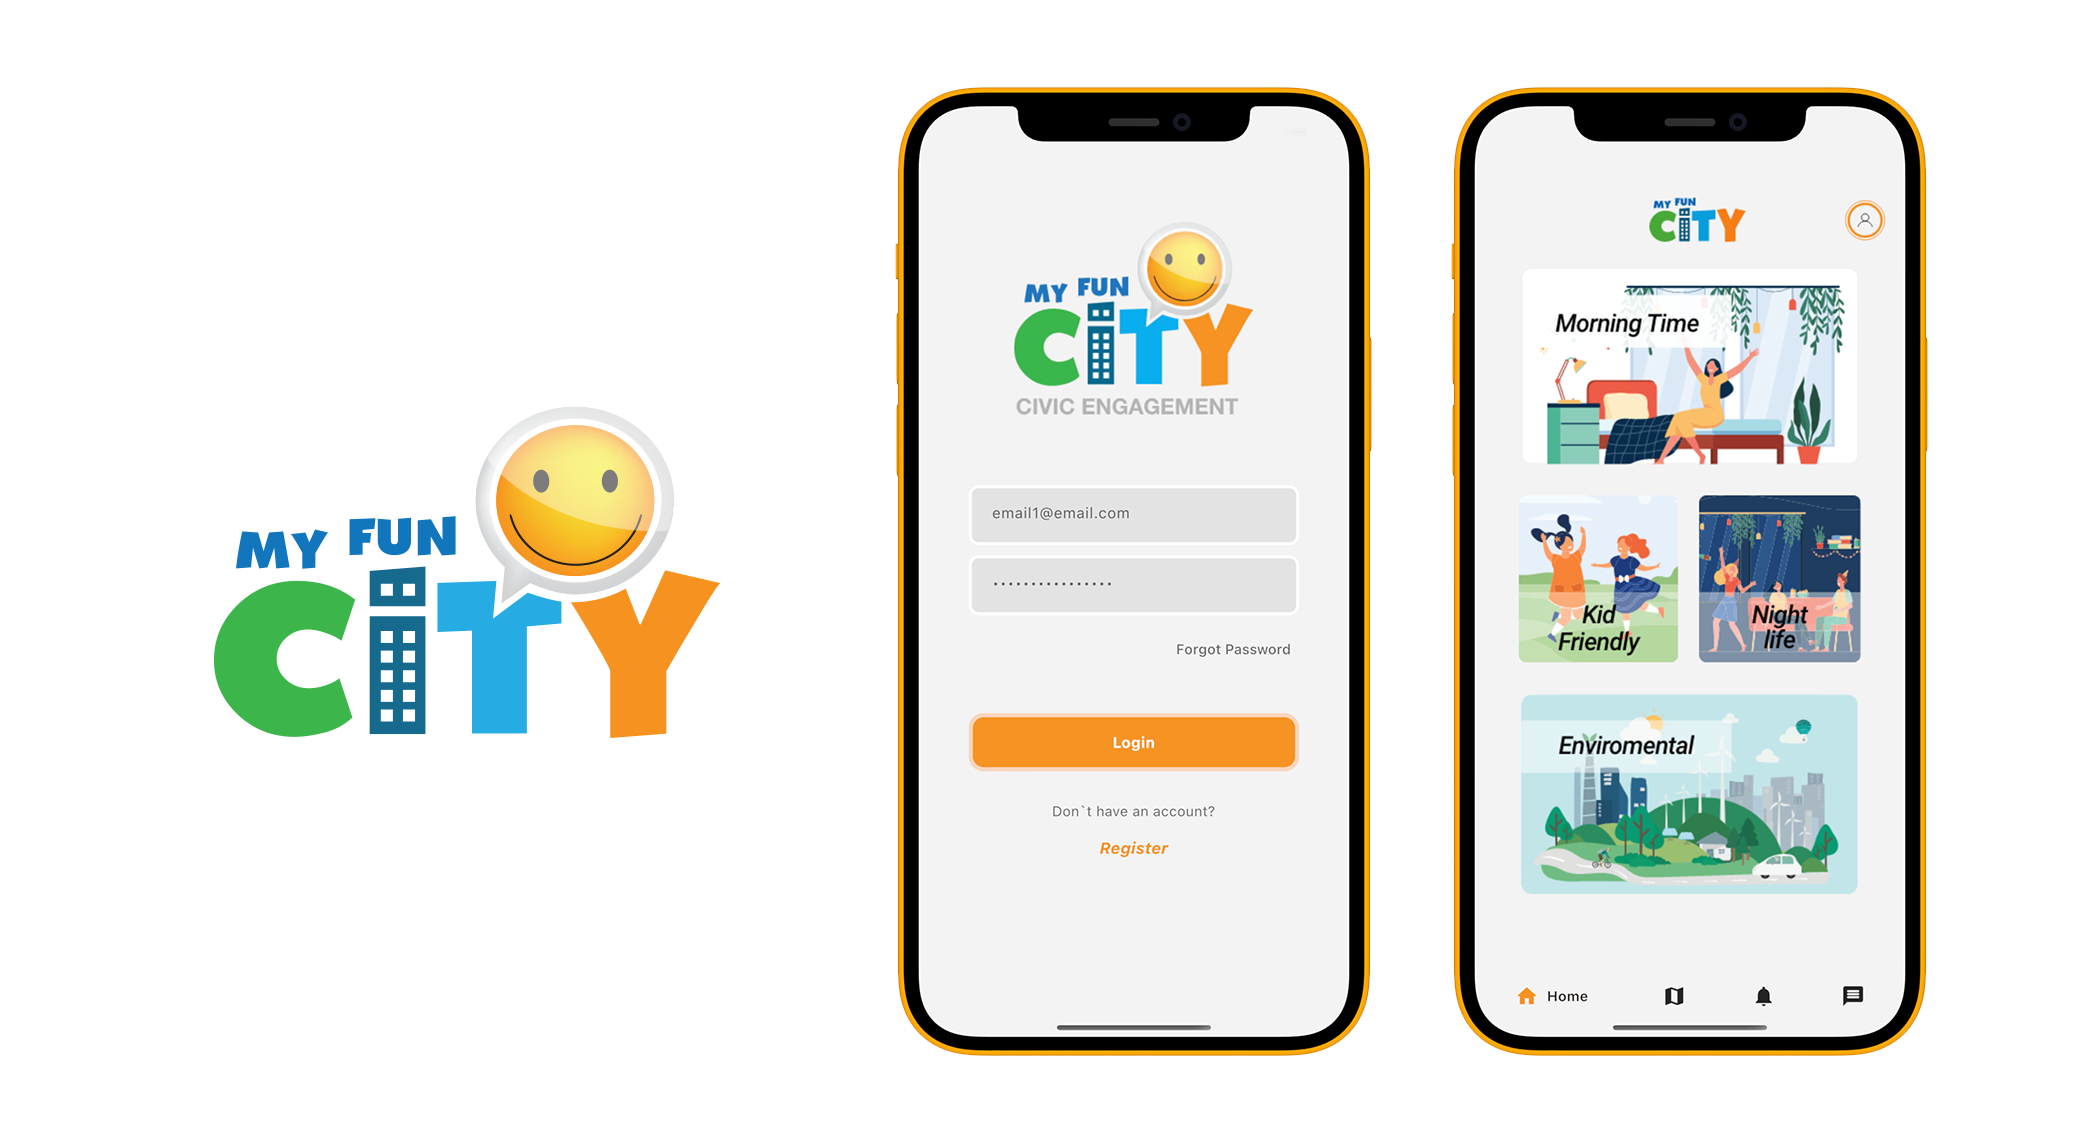 MY FUN
CiTY
MY FUN
CiTY
CIVIC ENGAGEMENT
email1@email.com
................
Forgot Password
Login
Don`t have an account?
Register
MY FUN
CiTY
Morning Time
Kid
Friendly
Night
life
Enviromental
Home